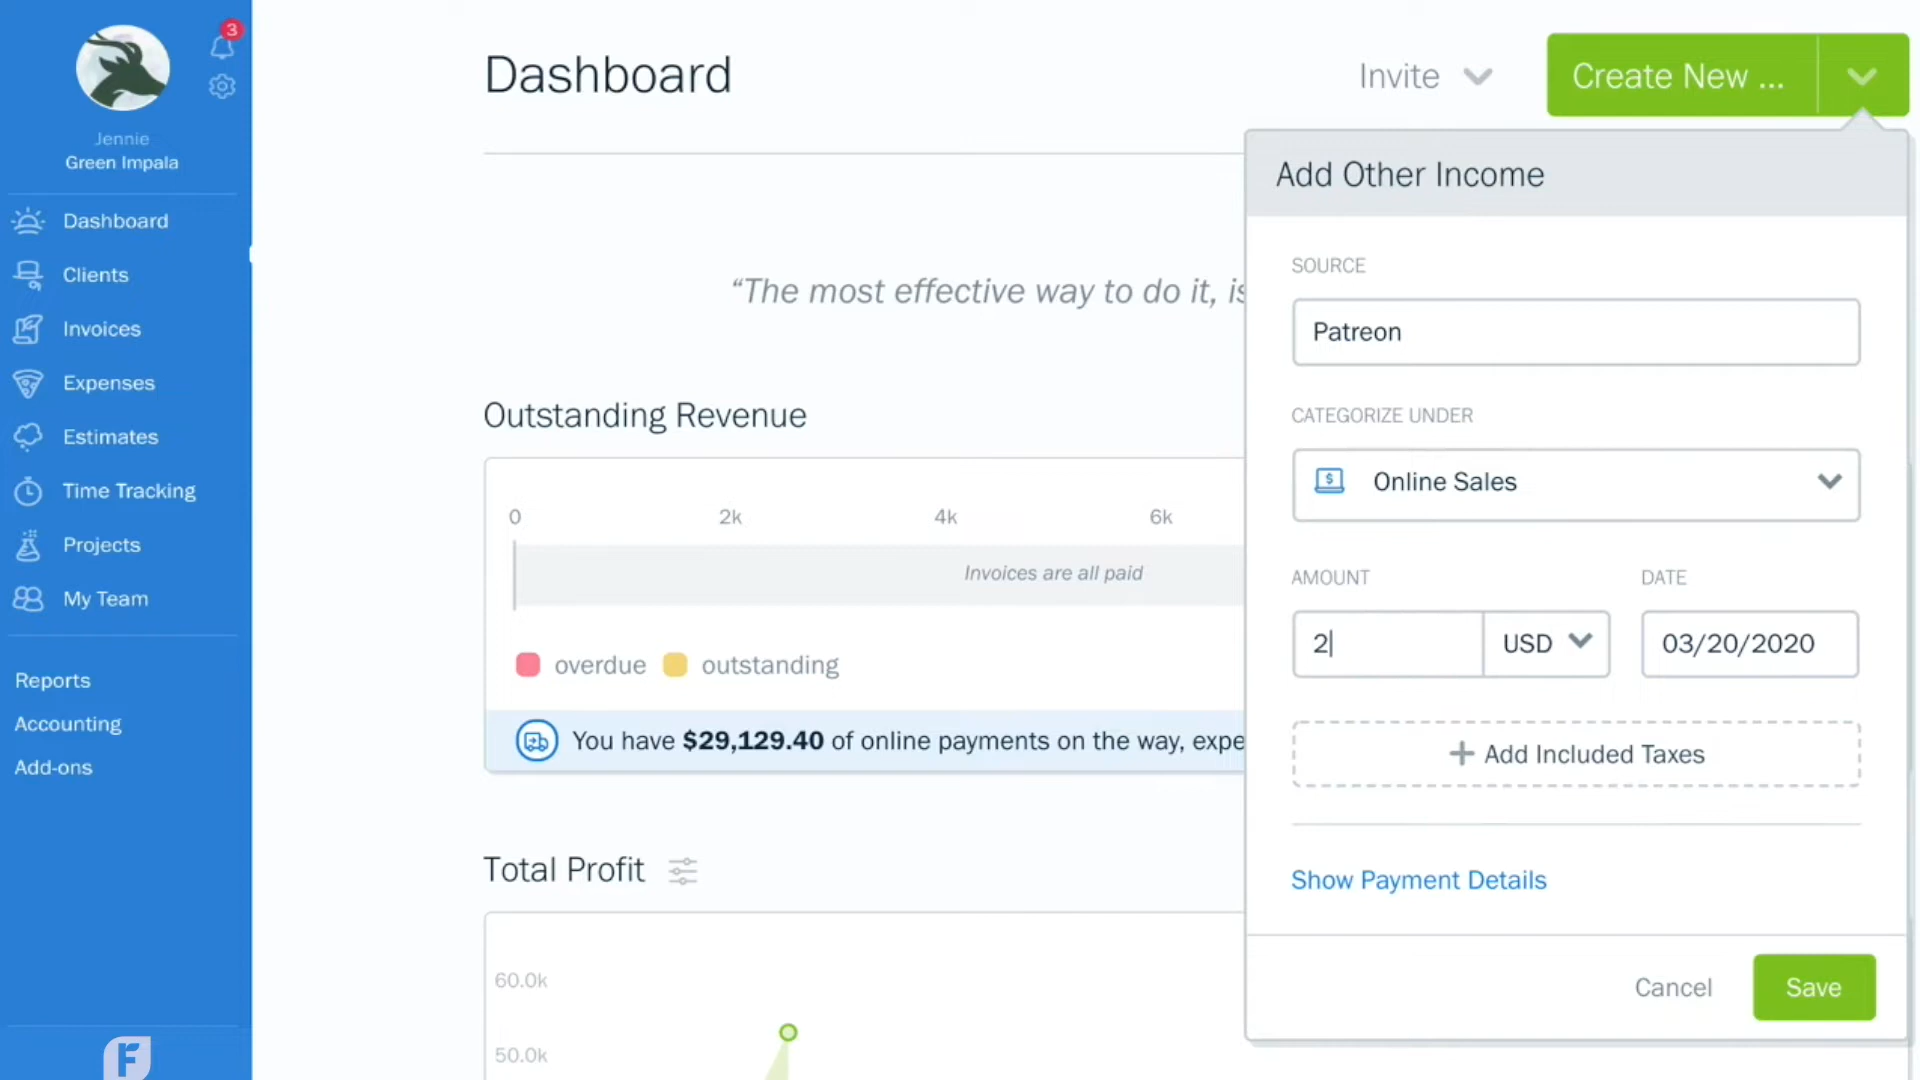 3
Jennie
Green Impala
Dashboard
Clients
Invoices
Expenses
Estimates
Time Tracking
Projects
My Team
Reports
Accounting
Add-ons
F
Dashboard
Invite
Create New ...
“The most effective way to do it, is
Outstanding Revenue
0 2k 4k 6k
Invoices are all paid
overdue outstanding
You have $29,129.40 of online payments on the way, expe
Total Profit
60.0k
50.0k
Add Other Income
SOURCE
Patreon
CATEGORIZE UNDER
$ Online Sales
AMOUNT DATE
2 USD 03/20/2020
+ Add Included Taxes
Show Payment Details
Cancel Save